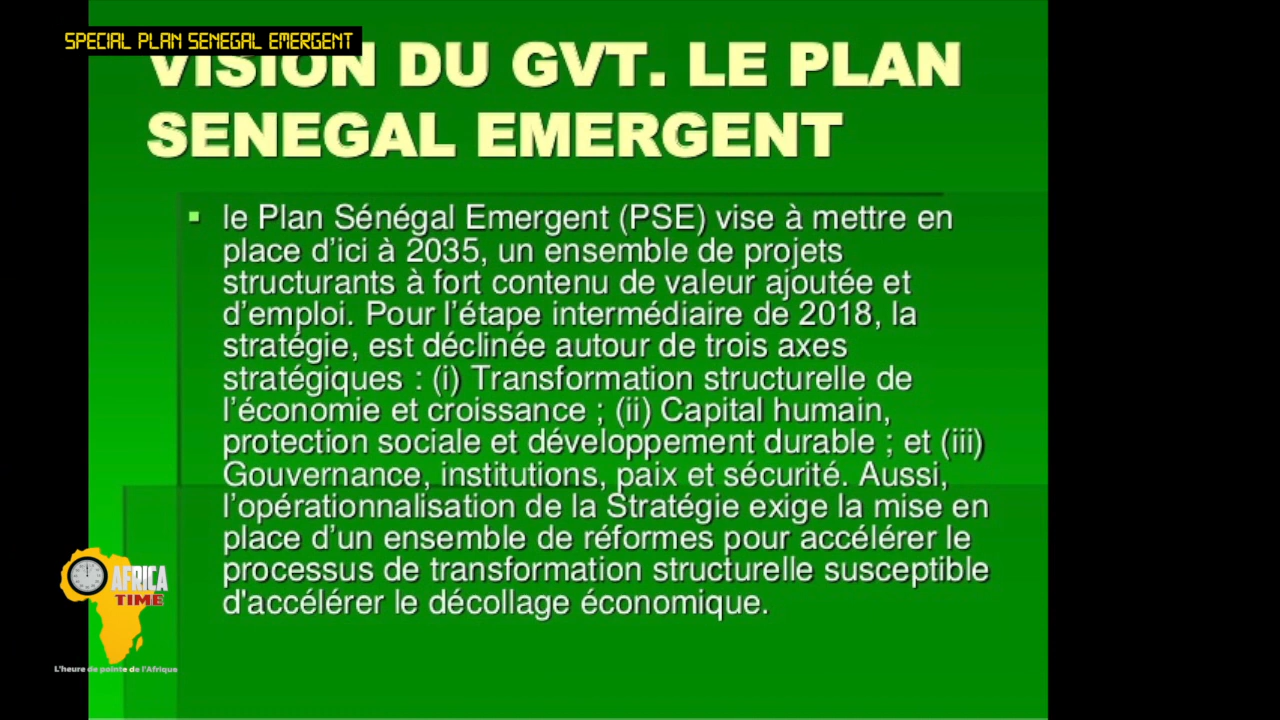 SPECIAL PLAN SENEGAL EMERGENT
VISION DU GVT. LE PLAN
SENEGAL EMERGENT
le Plan Sénégal Emergent (PSE) vise à mettre en
place d’ici à 2035, un ensemble de projets
structurants à fort contenu de valeur ajoutée et
d’emploi. Pour l’étape intermédiaire de 2018, la
stratégie, est déclinée autour de trois axes
stratégiques : (i) Transformation structurelle de
l’économie et croissance ; (ii) Capital humain,
protection sociale et développement durable ; et (iii)
Gouvernance, institutions, paix et sécurité. Aussi,
l’opérationnalisation de la Stratégie exige la mise en
place d’un ensemble de réformes pour accélérer le
processus de transformation structurelle susceptible
d'accélérer le décollage économique.
AFRICA
TIME
L'heure de pointe de l'Afrique